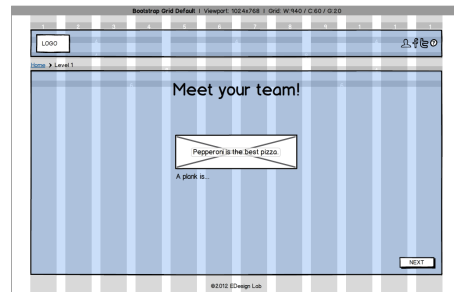 Bootstrap Grid Default | Viewport: 1024x768 | Grid: W:940 / C:60 / G:20
LOGO
Home > Level 1
Meet your team!
Pepperoni is the best pizza.
A plank is...
NEXT
©2012 EDesign Lab